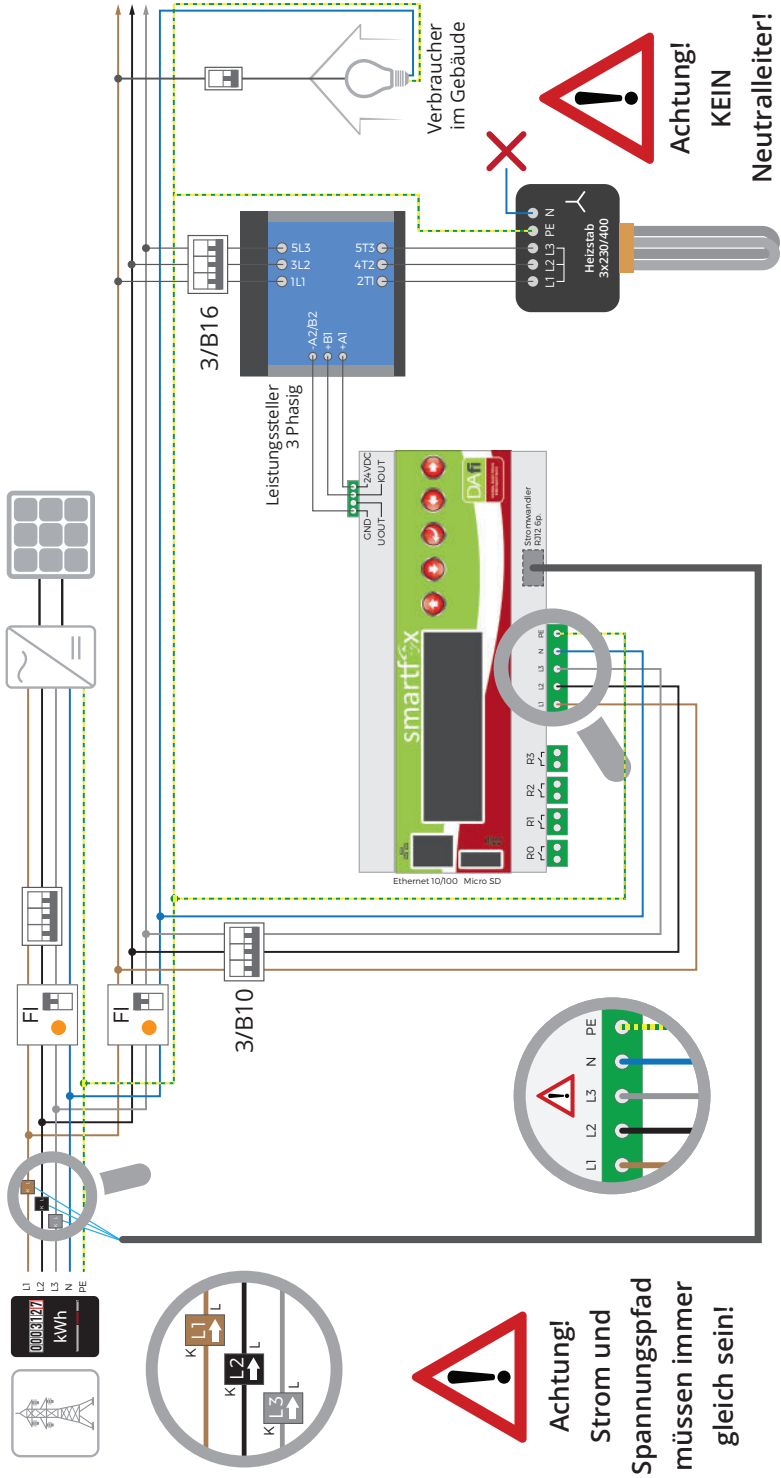 0003127
kWh
L1
L2
L3
N
PE
FI
FI
3/B10
3/B16
5L3
3L2
1L1
5T3
4T2
2T1
-A2/B2
+B1
+A1
Leistungssteller
3 Phasig
Verbraucher
im Gebäude
L1 L2 L3 PE N
Heizstab
3x230/400
Achtung!
KEIN
Neutralleiter!
GND
UOUT
24VDC
IOUT
smartfox
DAfi
Stromwandler
RJ12 6p.
Ethernet 10/100 Micro SD
R0 R1 R2 R3
L1 L2 L3 N PE
L1 L2 L3 N PE
K L1 L
K L2 L
K L3 L
Achtung!
Strom und
Spannungspfad
müssen immer
gleich sein!